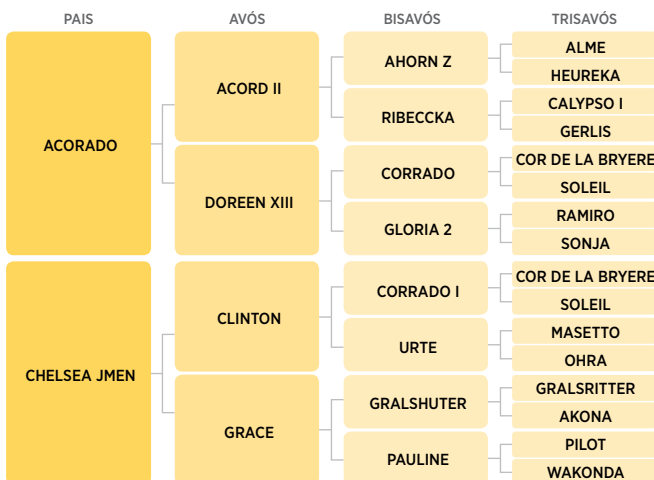 PAIS
AVÓS
BISAVÓS
TRISAVÓS
ACORADO
ACORD II
AHORN Z
ALME
HEUREKA
RIBECCKA
CALYPSO I
GERLIS
DOREEN XIII
CORRADO
COR DE LA BRYERE
SOLEIL
GLORIA 2
RAMIRO
SONJA
CHELSEA JMEN
CLINTON
CORRADO I
COR DE LA BRYERE
SOLEIL
URTE
MASETTO
OHRA
GRACE
GRALSHUTER
GRALSRITTER
AKONA
PAULINE
PILOT
WAKONDA